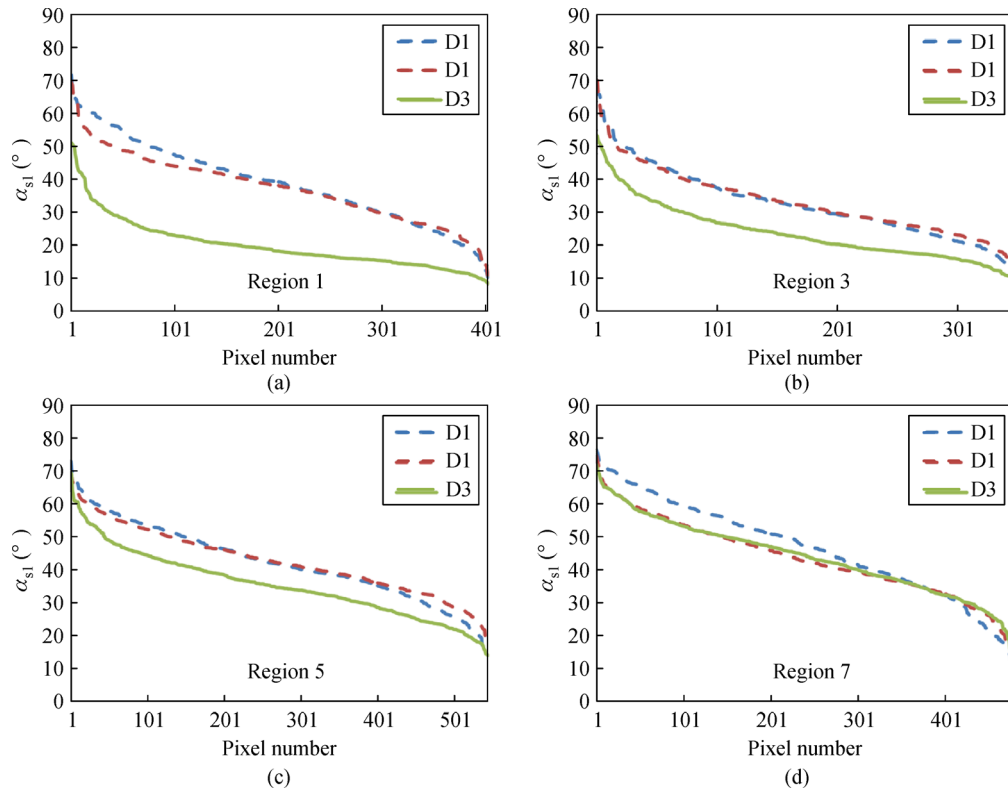 90
80
70
60
50
40
30
20
10
0
αs1 (°)
D1
D1
D3
Region 1
1 101 201 301 401
Pixel number
(a)
90
80
70
60
50
40
30
20
10
0
αs1 (°)
D1
D1
D3
Region 3
1 101 201 301
Pixel number
(b)
90
80
70
60
50
40
30
20
10
0
αs1 (°)
D1
D1
D3
Region 5
1 101 201 301 401 501
Pixel number
(c)
90
80
70
60
50
40
30
20
10
0
αs1 (°)
D1
D1
D3
Region 7
1 101 201 301 401
Pixel number
(d)